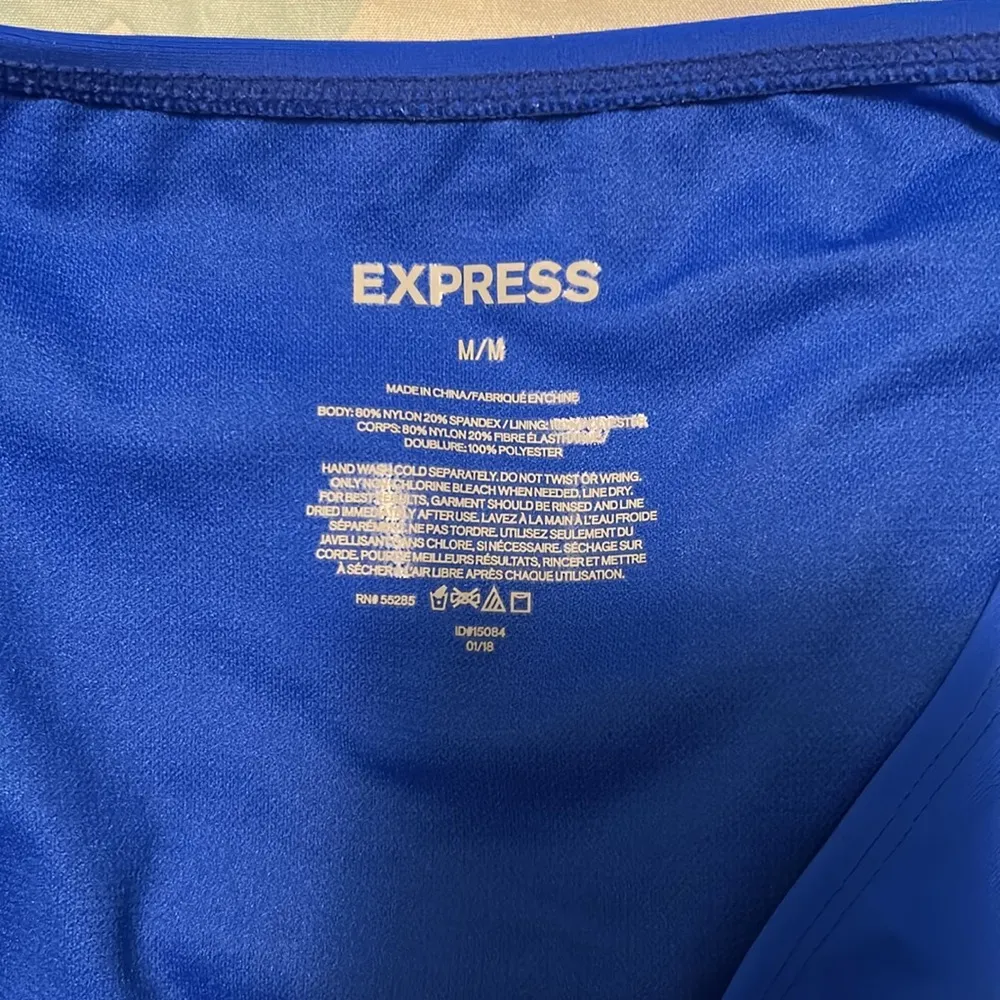 EXPRESS
M/M
MADE IN CHINA/FABRIQUÉ EN CHINE
BODY: 80% NYLON 20% SPANDEX / LINING:
CORPS: 80% NYLON 20% FIBRE
DOUBLURE: 100% POLYESTER
HAND WASH COLD SEPARATELY. DO NOT TWIST OR WRING.
ONLY NON CHLORINE BLEACH WHEN NEEDED. LINE DRY.
FOR BEST RESULTS, GARMENT SHOULD BE RINSED AND LINE
DRIED IMMEDIATELY AFTER USE. LAVEZ À LA MAIN À L'EAU FROIDE
SÉPARÉMENT. NE PAS TORDRE. UTILISEZ SEULEMENT DU
JAVELLISANT SANS CHLORE, SI NÉCESSAIRE. SÉCHAGE SUR
CORDE. POUR DE MEILLEURS RÉSULTATS, RINCER ET METTRE
À SÉCHER À L'AIR LIBRE APRÈS CHAQUE UTILISATION.
RN# 55285
ID#15084
01/18